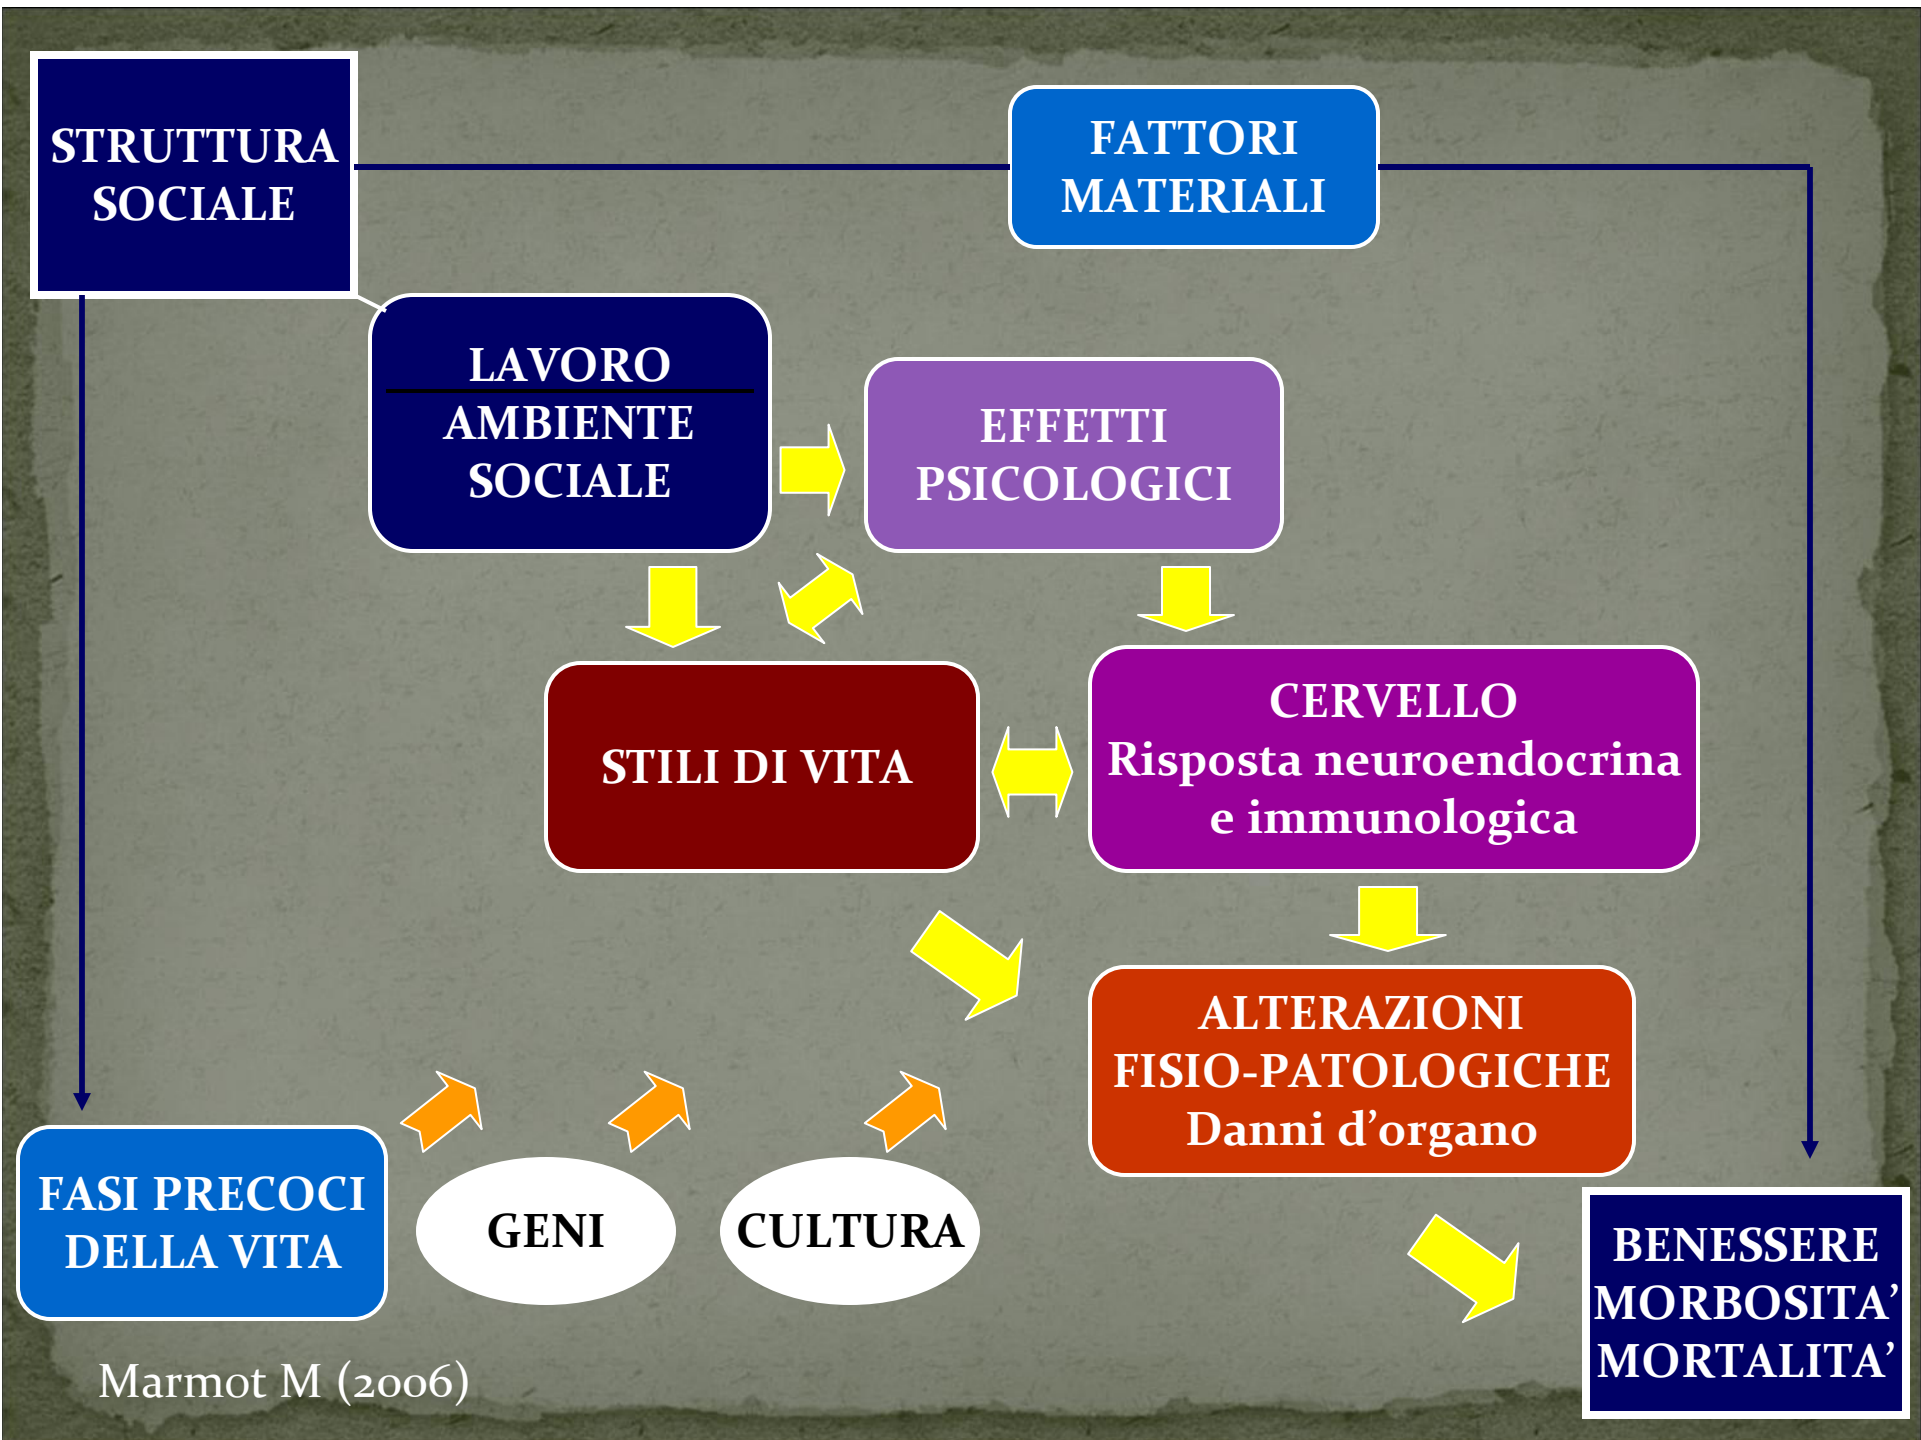 STRUTTURA
SOCIALE
FATTORI
MATERIALI
LAVORO
AMBIENTE
SOCIALE
EFFETTI
PSICOLOGICI
STILI DI VITA
CERVELLO
Risposta neuroendocrina
e immunologica
ALTERAZIONI
FISIO-PATOLOGICHE
Danni d’organo
FASI PRECOCI
DELLA VITA
GENI
CULTURA
BENESSERE
MORBOSITA’
MORTALITA’
Marmot M (2006)